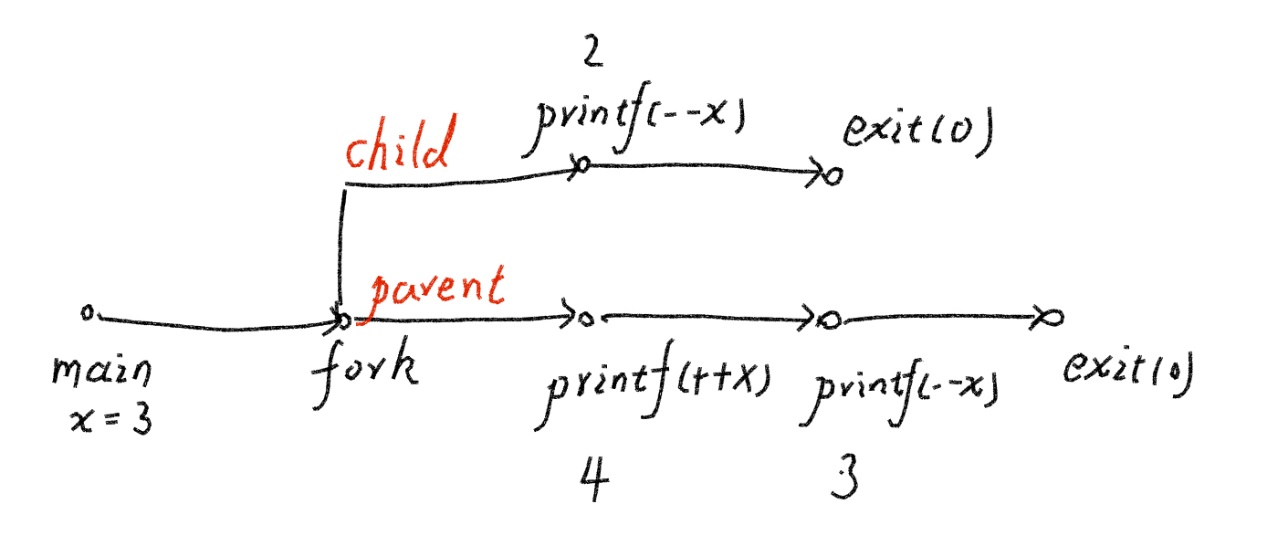 2
printf(--x)
exit(0)
child
parent
main
x = 3
fork
printf(++x)
printf(--x)
exit(0)
4
3